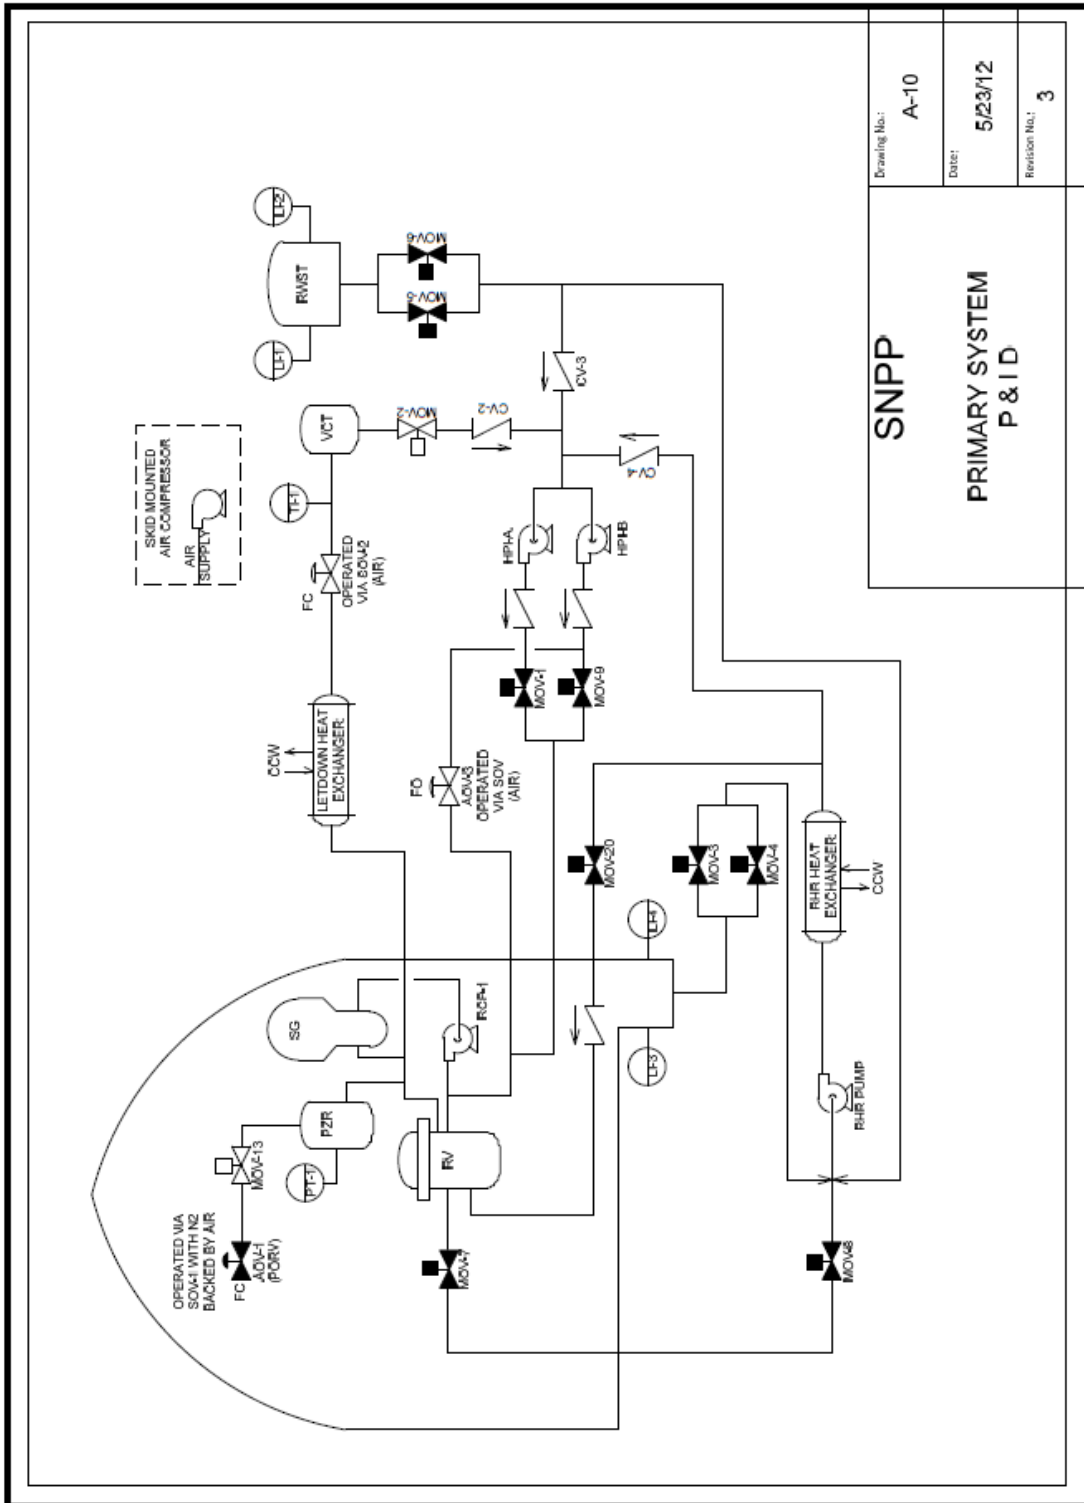 Drawing No.:
A-10
Date:
5/23/12
Revision No.:
3
SNPP
PRIMARY SYSTEM
P & I D
SKID MOUNTED
AIR COMPRESSOR
AIR
SUPPLY
LI-1
LI-2
RWST
MOV-5
MOV-6
VCT
TI-1
MOV-2
CV-2
CV-3
CV-4
FC
OPERATED
VIA SOV-2
(AIR)
HPI-A
HPI-B
MOV-1
MOV-9
CCW
LETDOWN HEAT
EXCHANGER
FO
AOV-3
OPERATED
VIA SOV
(AIR)
MOV-20
MOV-3
MOV-4
RHR HEAT
EXCHANGER
CCW
LI-4
LI-3
SG
RCP-1
PZR
PT-1
RV
MOV-13
OPERATED VIA
SOV-1 WITH N2
BACKED BY AIR
FC
AOV-1
(PORV)
MOV-7
MOV-8
RHR PUMP